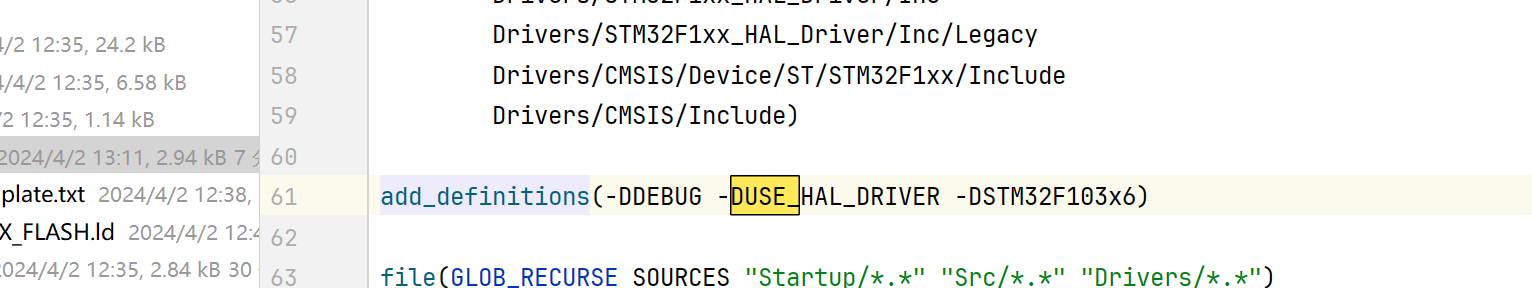 Drivers/STM32F1xx_HAL_Driver/Inc
4/2 12:35, 24.2 kB
57 Drivers/STM32F1xx_HAL_Driver/Inc/Legacy
4/4/2 12:35, 6.58 kB
58 Drivers/CMSIS/Device/ST/STM32F1xx/Include
/2 12:35, 1.14 kB
59 Drivers/CMSIS/Include)
2024/4/2 13:11, 2.94 kB 7
60
plate.txt 2024/4/2 12:38,
61 add_definitions(-DDEBUG -DUSE_HAL_DRIVER -DSTM32F103x6)
X_FLASH.ld 2024/4/2 12:4
62
2024/4/2 12:35, 2.84 kB 30
63 file(GLOB_RECURSE SOURCES "Startup/*.*" "Src/*.*" "Drivers/*.*")